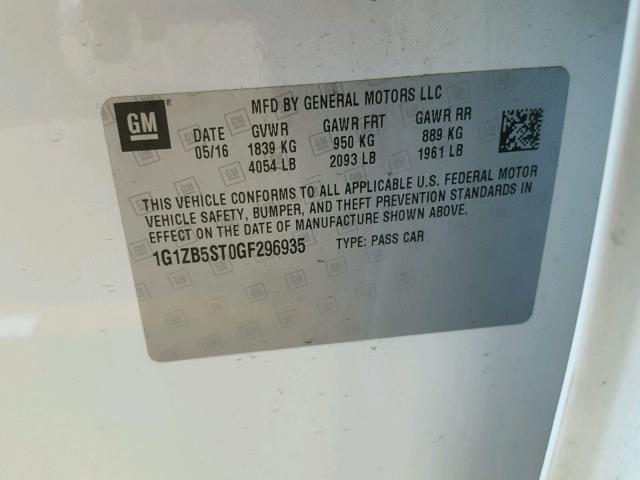 GM
MFD BY GENERAL MOTORS LLC
DATE GVWR GAWR FRT GAWR RR
05/16 1839 KG 950 KG 889 KG
4054 LB 2093 LB 1961 LB
THIS VEHICLE CONFORMS TO ALL APPLICABLE U.S. FEDERAL MOTOR
VEHICLE SAFETY, BUMPER, AND THEFT PREVENTION STANDARDS IN
EFFECT ON THE DATE OF MANUFACTURE SHOWN ABOVE.
1G1ZB5ST0GF296935 TYPE: PASS CAR